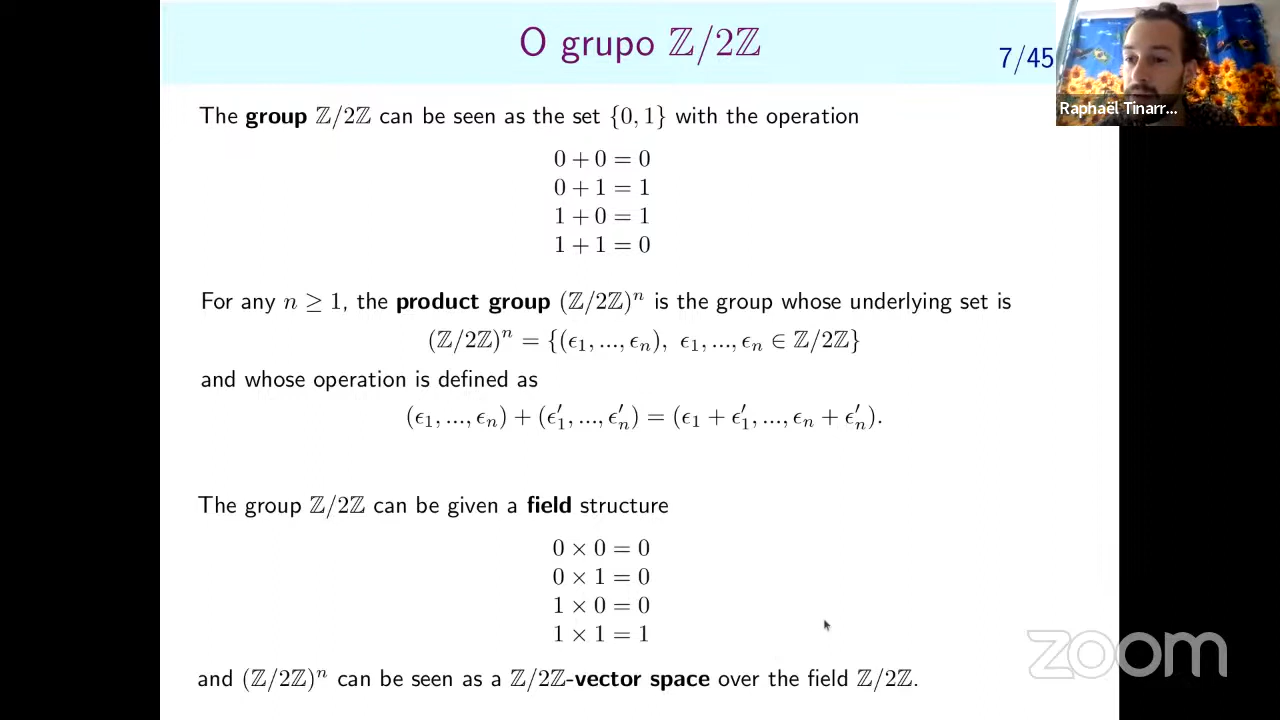 O grupo ℤ/2ℤ
7/45
Raphaël Tinarr...
The group ℤ/2ℤ can be seen as the set {0, 1} with the operation
0 + 0 = 0
0 + 1 = 1
1 + 0 = 1
1 + 1 = 0
For any n ≥ 1, the product group (ℤ/2ℤ)ⁿ is the group whose underlying set is
(ℤ/2ℤ)ⁿ = {(ϵ₁, ..., ϵₙ), ϵ₁, ..., ϵₙ ∈ ℤ/2ℤ}
and whose operation is defined as
(ϵ₁, ..., ϵₙ) + (ϵ′₁, ..., ϵ′ₙ) = (ϵ₁ + ϵ′₁, ..., ϵₙ + ϵ′ₙ).
The group ℤ/2ℤ can be given a field structure
0 × 0 = 0
0 × 1 = 0
1 × 0 = 0
1 × 1 = 1
and (ℤ/2ℤ)ⁿ can be seen as a ℤ/2ℤ-vector space over the field ℤ/2ℤ.
zoom